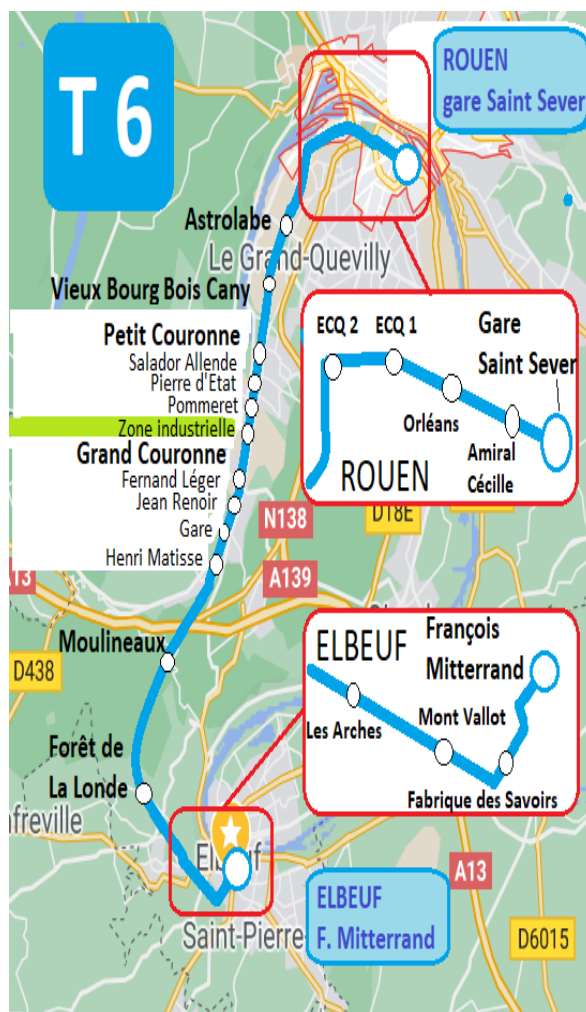 T 6
ROUEN
gare Saint Sever
Astrolabe
Le Grand-Quevilly
Vieux Bourg Bois Cany
Petit Couronne
Salador Allende
Pierre d'Etat
Pommeret
Zone industrielle
Grand Couronne
Fernand Léger
Jean Renoir
Gare
Henri Matisse
ECQ 2
ECQ 1
Gare
Saint Sever
Orléans
Amiral
Cécille
ROUEN
N138
D18E
A13
A139
Moulineaux
D438
Forêt de
La Londe
ELBEUF
François
Mitterrand
Les Arches
Mont Vallot
Fabrique des Savoirs
nfreville
Elbeuf
A13
ELBEUF
F. Mitterrand
Saint-Pierre-
D6015